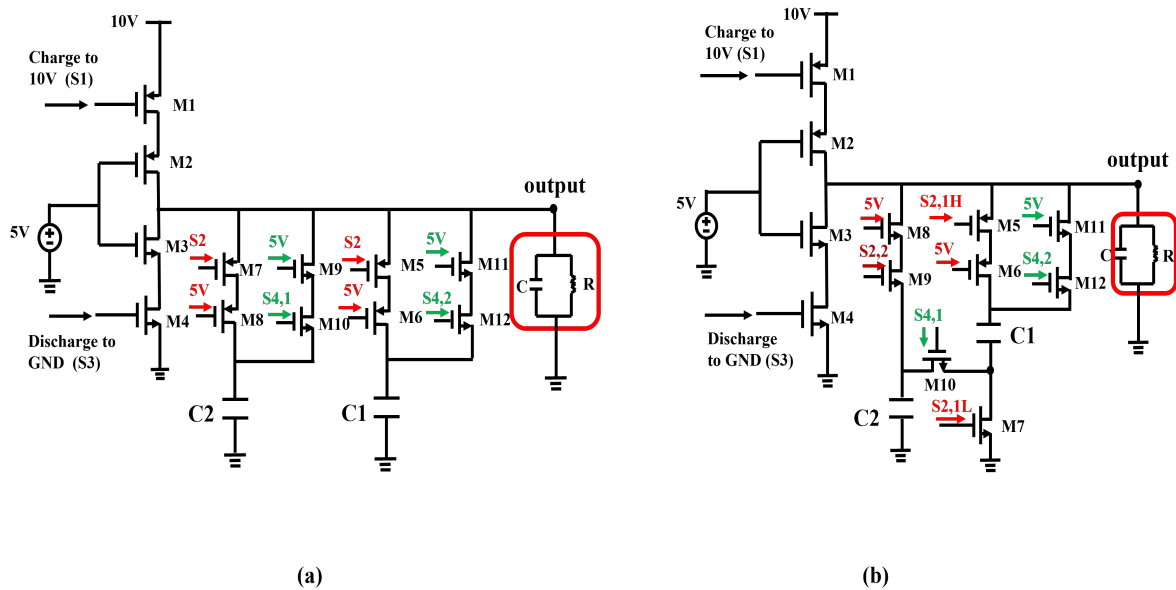 10V
Charge to
10V (S1)
M1
M2
output
5V
M3
S2
5V
S2
5V
M7
M9
M5
M11
C
R
5V
S4,1
5V
S4,2
M4
M8
M10
M6
M12
Discharge to
GND (S3)
C2
C1
(a)
10V
Charge to
10V (S1)
M1
M2
output
5V
5V
S2,1H
5V
M3
M8
M5
M11
C
R
S2,2
5V
S4,2
M9
M6
M12
M4
S4,1
C1
Discharge
to GND (S3)
M10
C2
S2,1L
M7
(b)